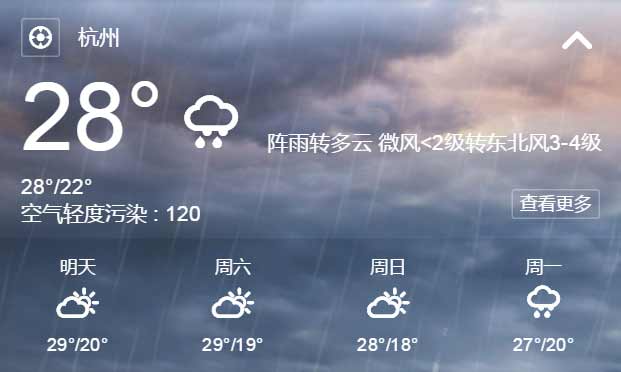 杭州
28°
阵雨转多云 微风<2级转东北风3-4级
28°/22°
空气轻度污染：120
查看更多
明天 周六 周日 周一
29°/20° 29°/19° 28°/18° 27°/20°